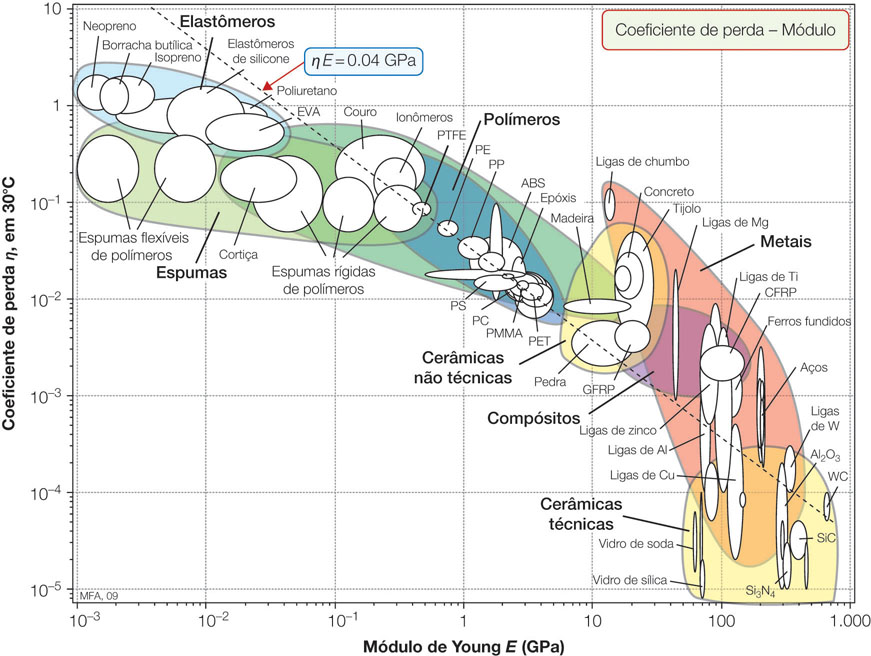 Coeficiente de perda – Módulo
Coeficiente de perda η, em 30°C
10
1
10⁻¹
10⁻²
10⁻³
10⁻⁴
10⁻⁵
Elastômeros
Neopreno
Borracha butílica
Isopreno
Elastômeros
de silicone
η E = 0.04 GPa
Poliuretano
EVA
Couro
Ionômeros
Polímeros
PTFE
PE
PP
ABS
Epóxis
Madeira
Ligas de chumbo
Concreto
Tijolo
Ligas de Mg
Metais
Ligas de Ti
CFRP
Ferros fundidos
Aços
Ligas
de W
Al₂O₃
WC
SiC
Si₃N₄
Espumas flexíveis
de polímeros
Espumas
Cortiça
Espumas rígidas
de polímeros
PS
PC
PMMA
PET
Cerâmicas
não técnicas
Pedra
GFRP
Compósitos
Ligas de zinco
Ligas de Al
Ligas de Cu
Cerâmicas
técnicas
Vidro de soda
Vidro de sílica
MFA, 09
10⁻³
10⁻²
10⁻¹
1
10
100
1.000
Módulo de Young E (GPa)